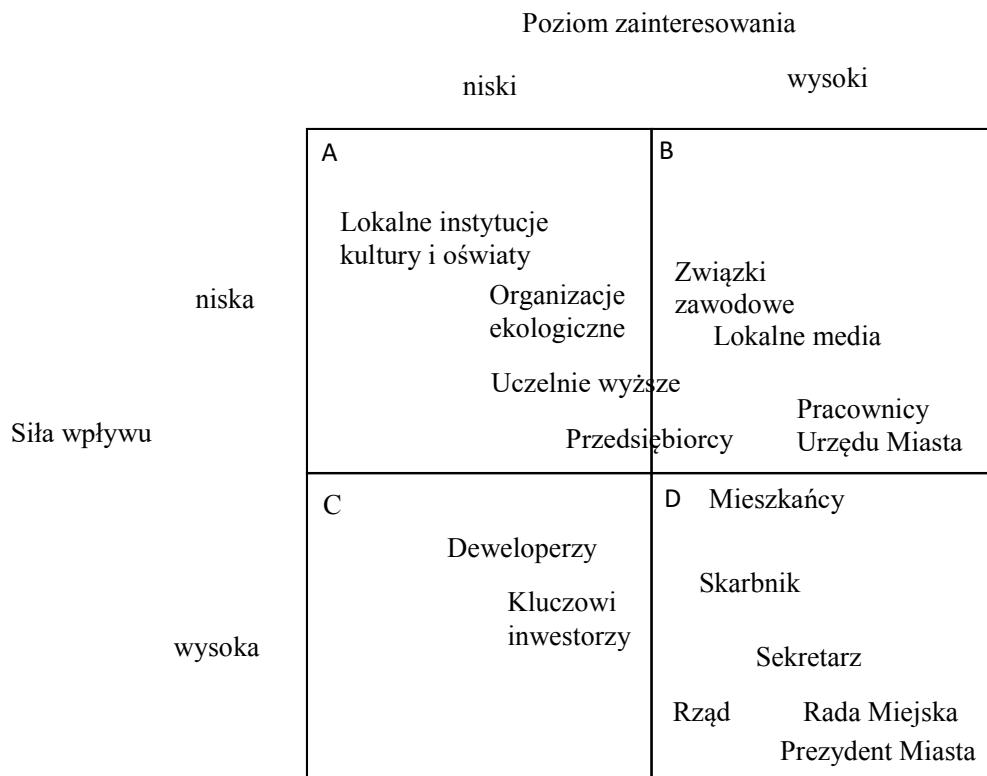 Poziom zainteresowania
niski
wysoki
A
B
Lokalne instytucje
kultury i oświaty
Organizacje
ekologiczne
Uczelnie wyższe
Przedsiębiorcy
Związki
zawodowe
Lokalne media
Pracownicy
Urzędu Miasta
niska
Siła wpływu
C
Deweloperzy
Kluczowi
inwestorzy
D
Mieszkańcy
Skarbnik
Sekretarz
Rząd
Rada Miejska
Prezydent Miasta
wysoka